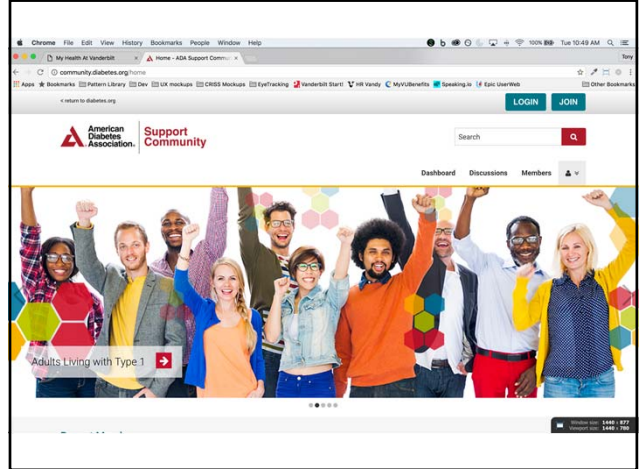 Chrome File Edit View History Bookmarks People Window Help 100% Tue 10:49 AM
My Health At Vanderbilt Home - ADA Support Commu Tony
community.diabetes.org/home
Apps Bookmarks Pattern Library Dev UX mockups CRISS Mockups EyeTracking Vanderbilt Start! HR Vandy MyVUBenefits Speaking.io Epic UserWeb Other Bookmarks
< return to diabetes.org LOGIN JOIN
American
Diabetes
Association.
Support
Community
Search
Dashboard Discussions Members
Adults Living with Type 1
Window size: 1440 x 877
Viewport size: 1440 x 780